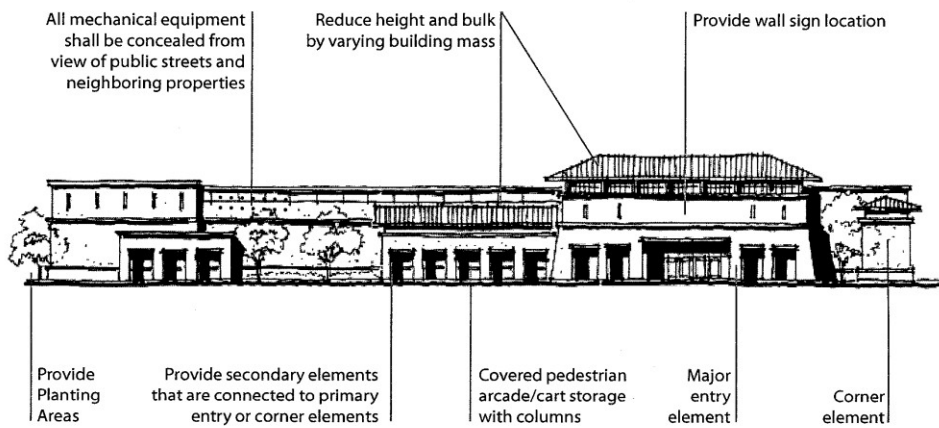 All mechanical equipment
shall be concealed from
view of public streets and
neighboring properties
Reduce height and bulk
by varying building mass
Provide wall sign location
Provide
Planting
Areas
Provide secondary elements
that are connected to primary
entry or corner elements
Covered pedestrian
arcade/cart storage
with columns
Major
entry
element
Corner
element